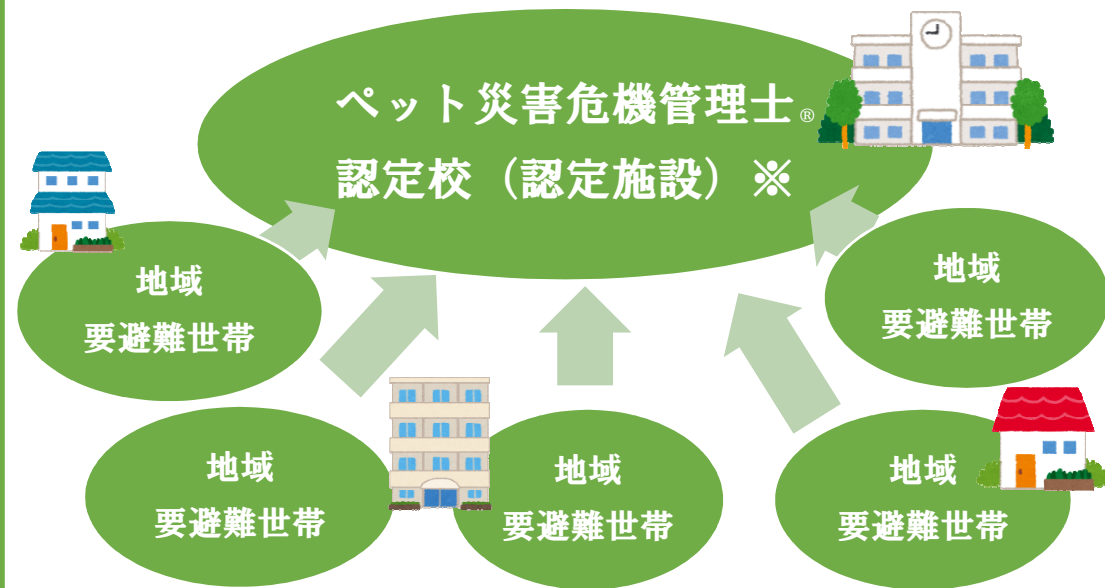 ペット災害危機管理士®
認定校（認定施設）※
地域
要避難世帯
地域
要避難世帯
地域
要避難世帯
地域
要避難世帯
地域
要避難世帯